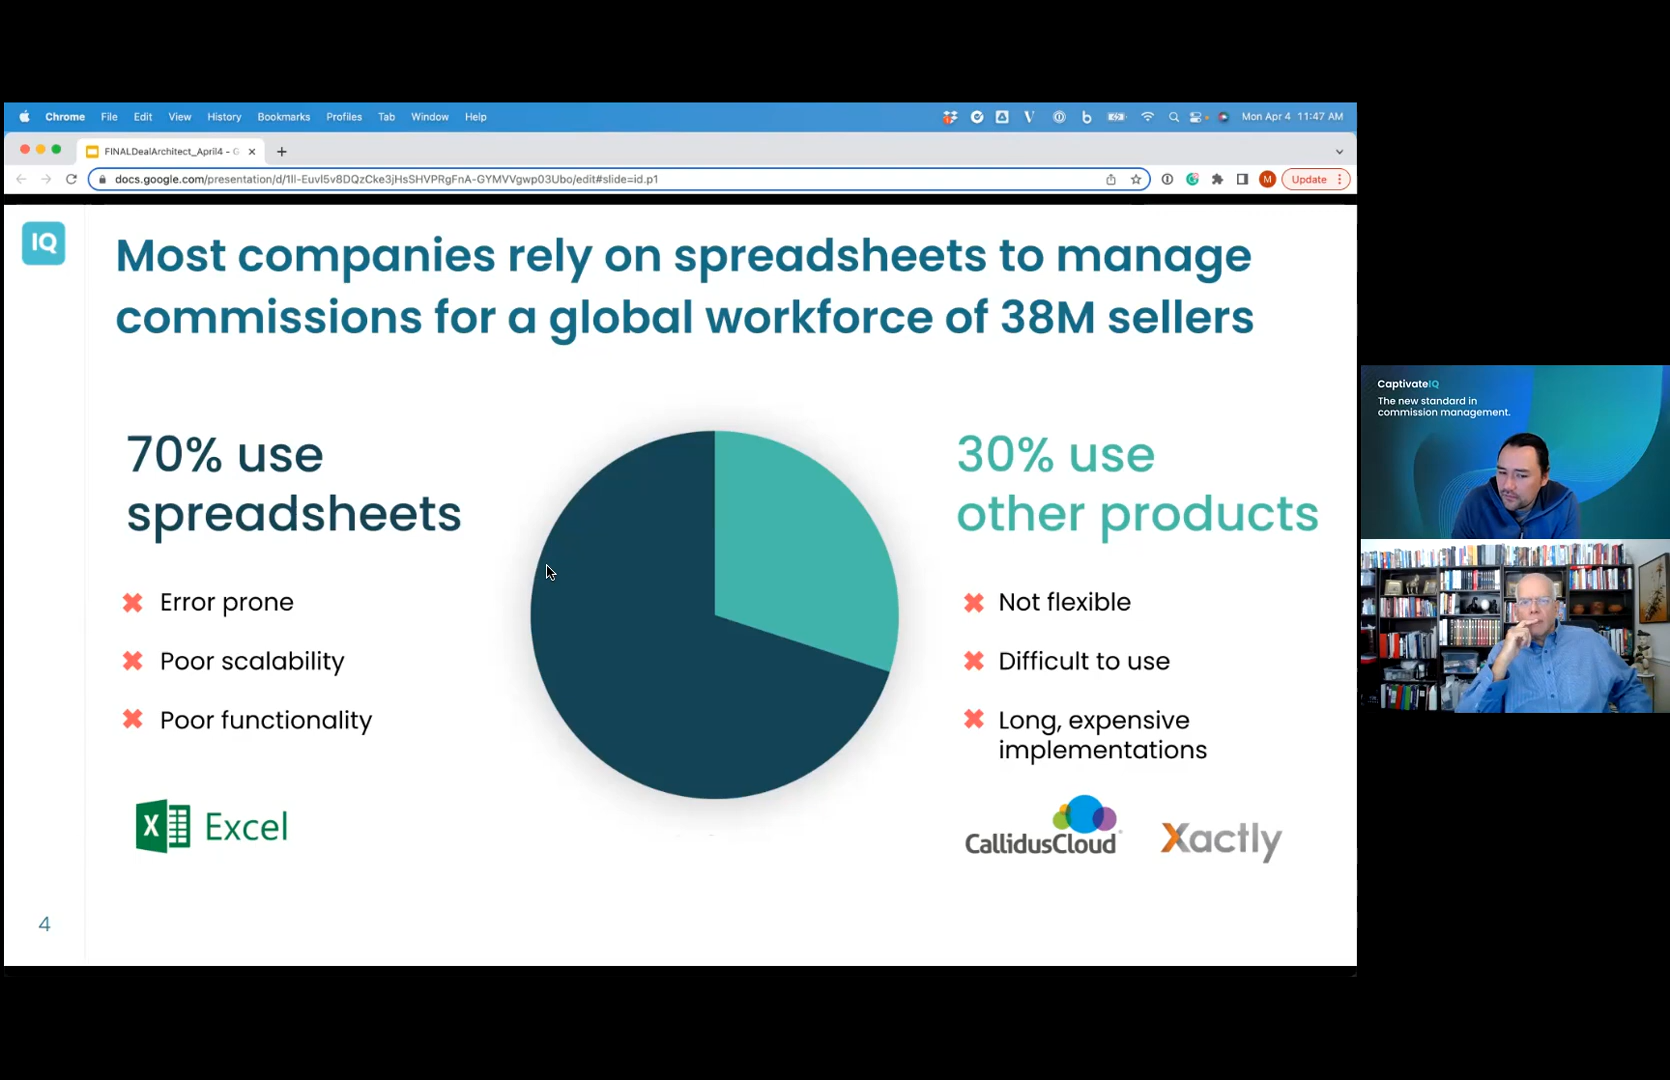 Chrome File Edit View History Bookmarks Profiles Tab Window Help
Mon Apr 4 11:47 AM
FINALDealArchitect_April4 - G
docs.google.com/presentation/d/1Il-Euvl5v8DQzCke3jHsSHVPRgFnA-GYMVVgwp03Ubo/edit#slide=id.p1
M
Update
IQ
Most companies rely on spreadsheets to manage
commissions for a global workforce of 38M sellers
70% use
spreadsheets
✖ Error prone
✖ Poor scalability
✖ Poor functionality
X Excel
30% use
other products
✖ Not flexible
✖ Difficult to use
✖ Long, expensive
implementations
CallidusCloud
Xactly
4
CaptivateIQ
The new standard in
commission management.